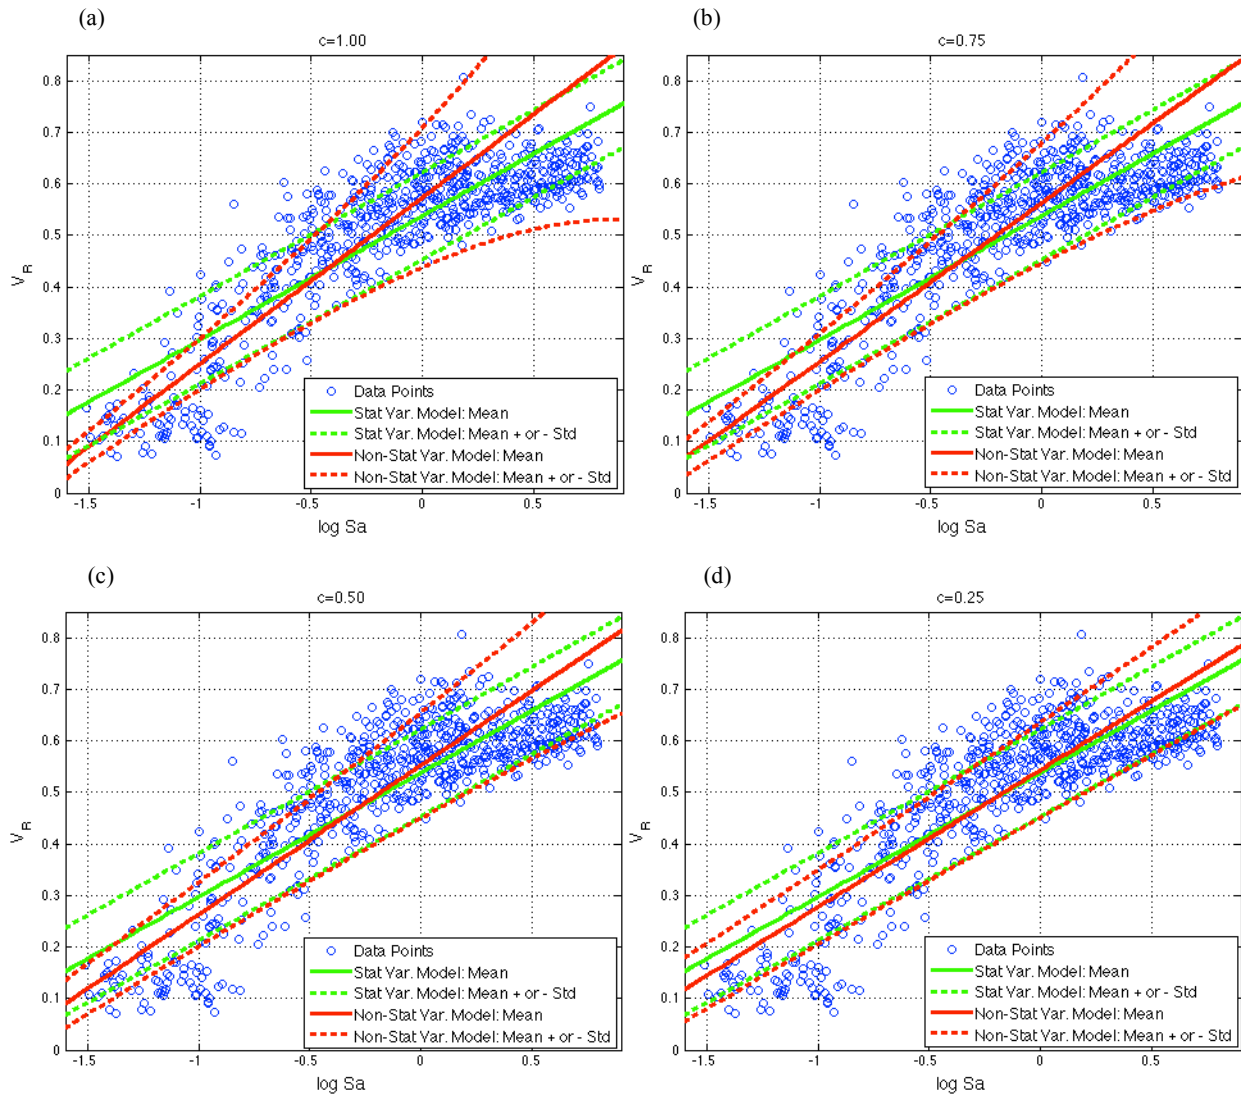 (a)
c=1.00
0.8
0.7
0.6
0.5
0.4
0.3
0.2
0.1
0
V_R
-1.5 -1 -0.5 0 0.5
log Sa
Data Points
Stat Var. Model: Mean
Stat Var. Model: Mean + or - Std
Non-Stat Var. Model: Mean
Non-Stat Var. Model: Mean + or - Std
(b)
c=0.75
0.8
0.7
0.6
0.5
0.4
0.3
0.2
0.1
0
V_R
-1.5 -1 -0.5 0 0.5
log Sa
Data Points
Stat Var. Model: Mean
Stat Var. Model: Mean + or - Std
Non-Stat Var. Model: Mean
Non-Stat Var. Model: Mean + or - Std
(c)
c=0.50
0.8
0.7
0.6
0.5
0.4
0.3
0.2
0.1
0
V_R
-1.5 -1 -0.5 0 0.5
log Sa
Data Points
Stat Var. Model: Mean
Stat Var. Model: Mean + or - Std
Non-Stat Var. Model: Mean
Non-Stat Var. Model: Mean + or - Std
(d)
c=0.25
0.8
0.7
0.6
0.5
0.4
0.3
0.2
0.1
0
V_R
-1.5 -1 -0.5 0 0.5
log Sa
Data Points
Stat Var. Model: Mean
Stat Var. Model: Mean + or - Std
Non-Stat Var. Model: Mean
Non-Stat Var. Model: Mean + or - Std